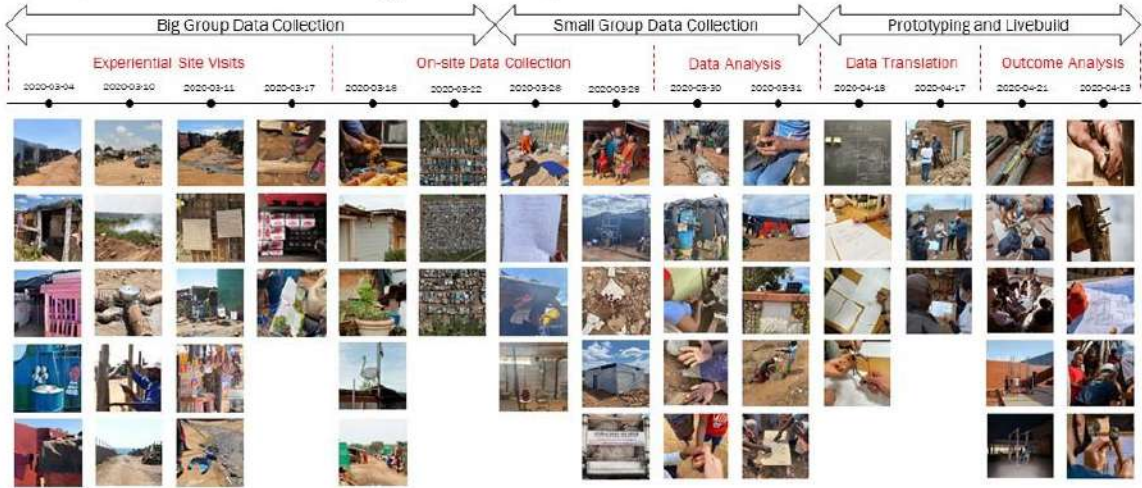 Big Group Data Collection Small Group Data Collection Prototyping and Livebuild
Experiential Site Visits On-site Data Collection Data Analysis Data Translation Outcome Analysis
2020-03-04 2020-03-10 2020-03-11 2020-03-17 2020-03-18 2020-03-22 2020-03-28 2020-03-29 2020-03-30 2020-03-31 2020-04-16 2020-04-17 2020-04-21 2020-04-23